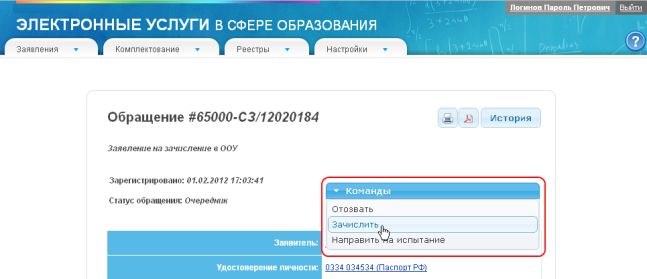 Логинов Пароль Петрович Выйти
ЭЛЕКТРОННЫЕ УСЛУГИ В СФЕРЕ ОБРАЗОВАНИЯ
Заявления Комплектование Реестры Настройки
?
Обращение #65000-СЗ/12020184 История
Заявление на зачисление в ООУ
Зарегистрировано: 01.02.2012 17:03:41
Команды
Статус обращения: Очередник
Отозвать
Зачислить
Направить на испытание
Заявитель:
Удостоверение личности: 0334 034534 (Паспорт РФ)